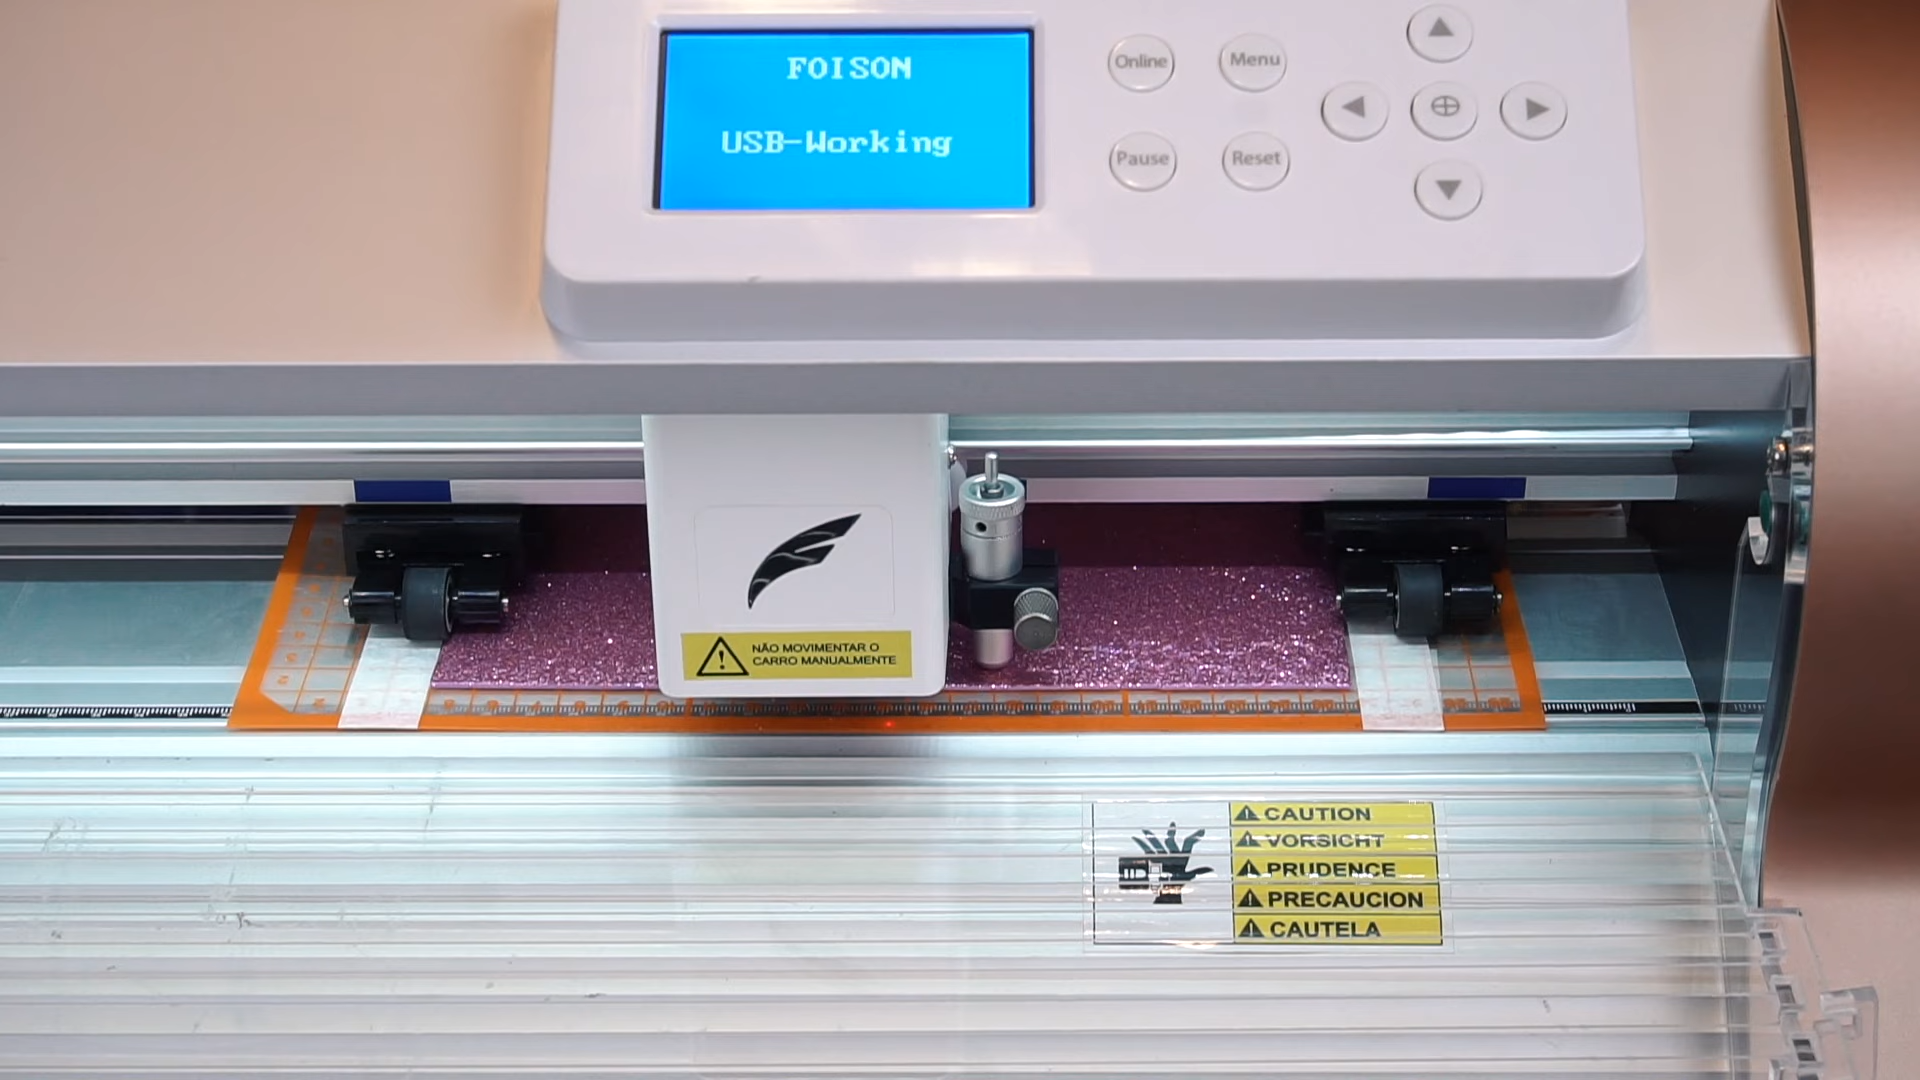 FOISON
USB-Working
Online
Menu
Pause
Reset
NÃO MOVIMENTAR O
CARRO MANUALMENTE
CAUTION
VORSICHT
PRUDENCE
PRECAUCION
CAUTELA